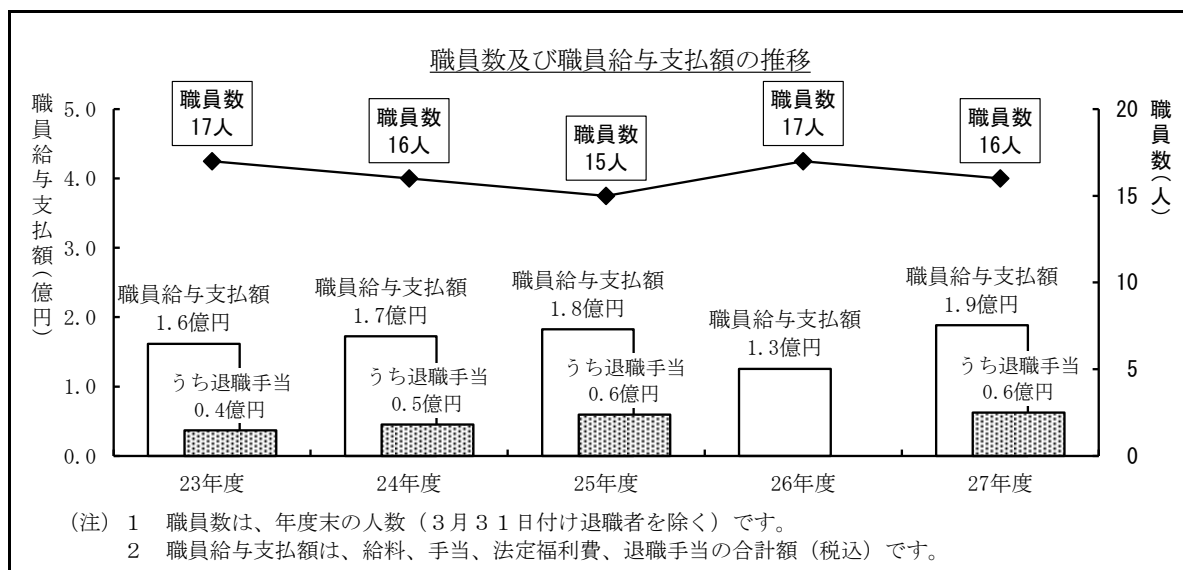 職員数及び職員給与支払額の推移
職員給与支払額(億円)
5.0
4.0
3.0
2.0
1.0
0.0
職員数
17人
職員数
16人
職員数
15人
職員数
17人
職員数
16人
20
15
10
5
0
職員数(人)
職員給与支払額
1.6億円
うち退職手当
0.4億円
職員給与支払額
1.7億円
うち退職手当
0.5億円
職員給与支払額
1.8億円
うち退職手当
0.6億円
職員給与支払額
1.3億円
職員給与支払額
1.9億円
うち退職手当
0.6億円
23年度
24年度
25年度
26年度
27年度
(注) 1 職員数は、年度末の人数(3月31日付け退職者を除く)です。
2 職員給与支払額は、給料、手当、法定福利費、退職手当の合計額(税込)です。